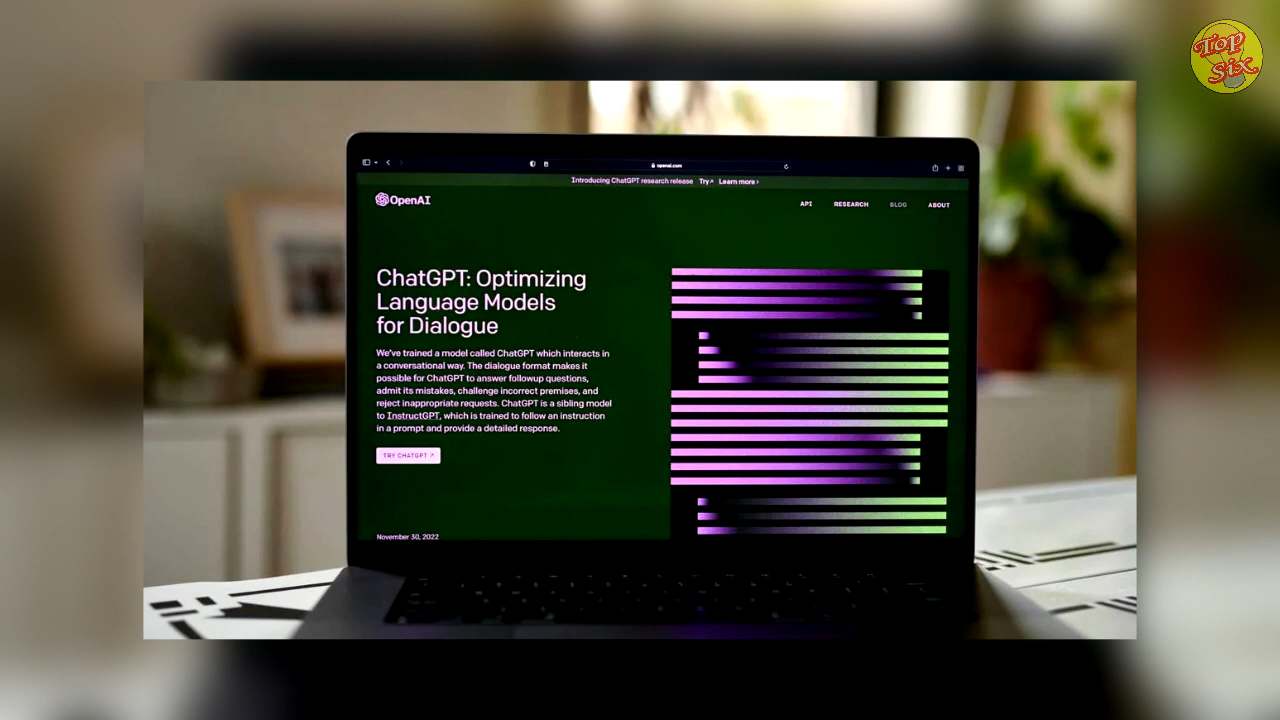 Top
Six
openai.com
Introducing ChatGPT research release Try↗ Learn more ›
OpenAI
API RESEARCH BLOG ABOUT
ChatGPT: Optimizing
Language Models
for Dialogue
We've trained a model called ChatGPT which interacts in
a conversational way. The dialogue format makes it
possible for ChatGPT to answer followup questions,
admit its mistakes, challenge incorrect premises, and
reject inappropriate requests. ChatGPT is a sibling model
to InstructGPT, which is trained to follow an instruction
in a prompt and provide a detailed response.
TRY CHATGPT ↗
November 30, 2022